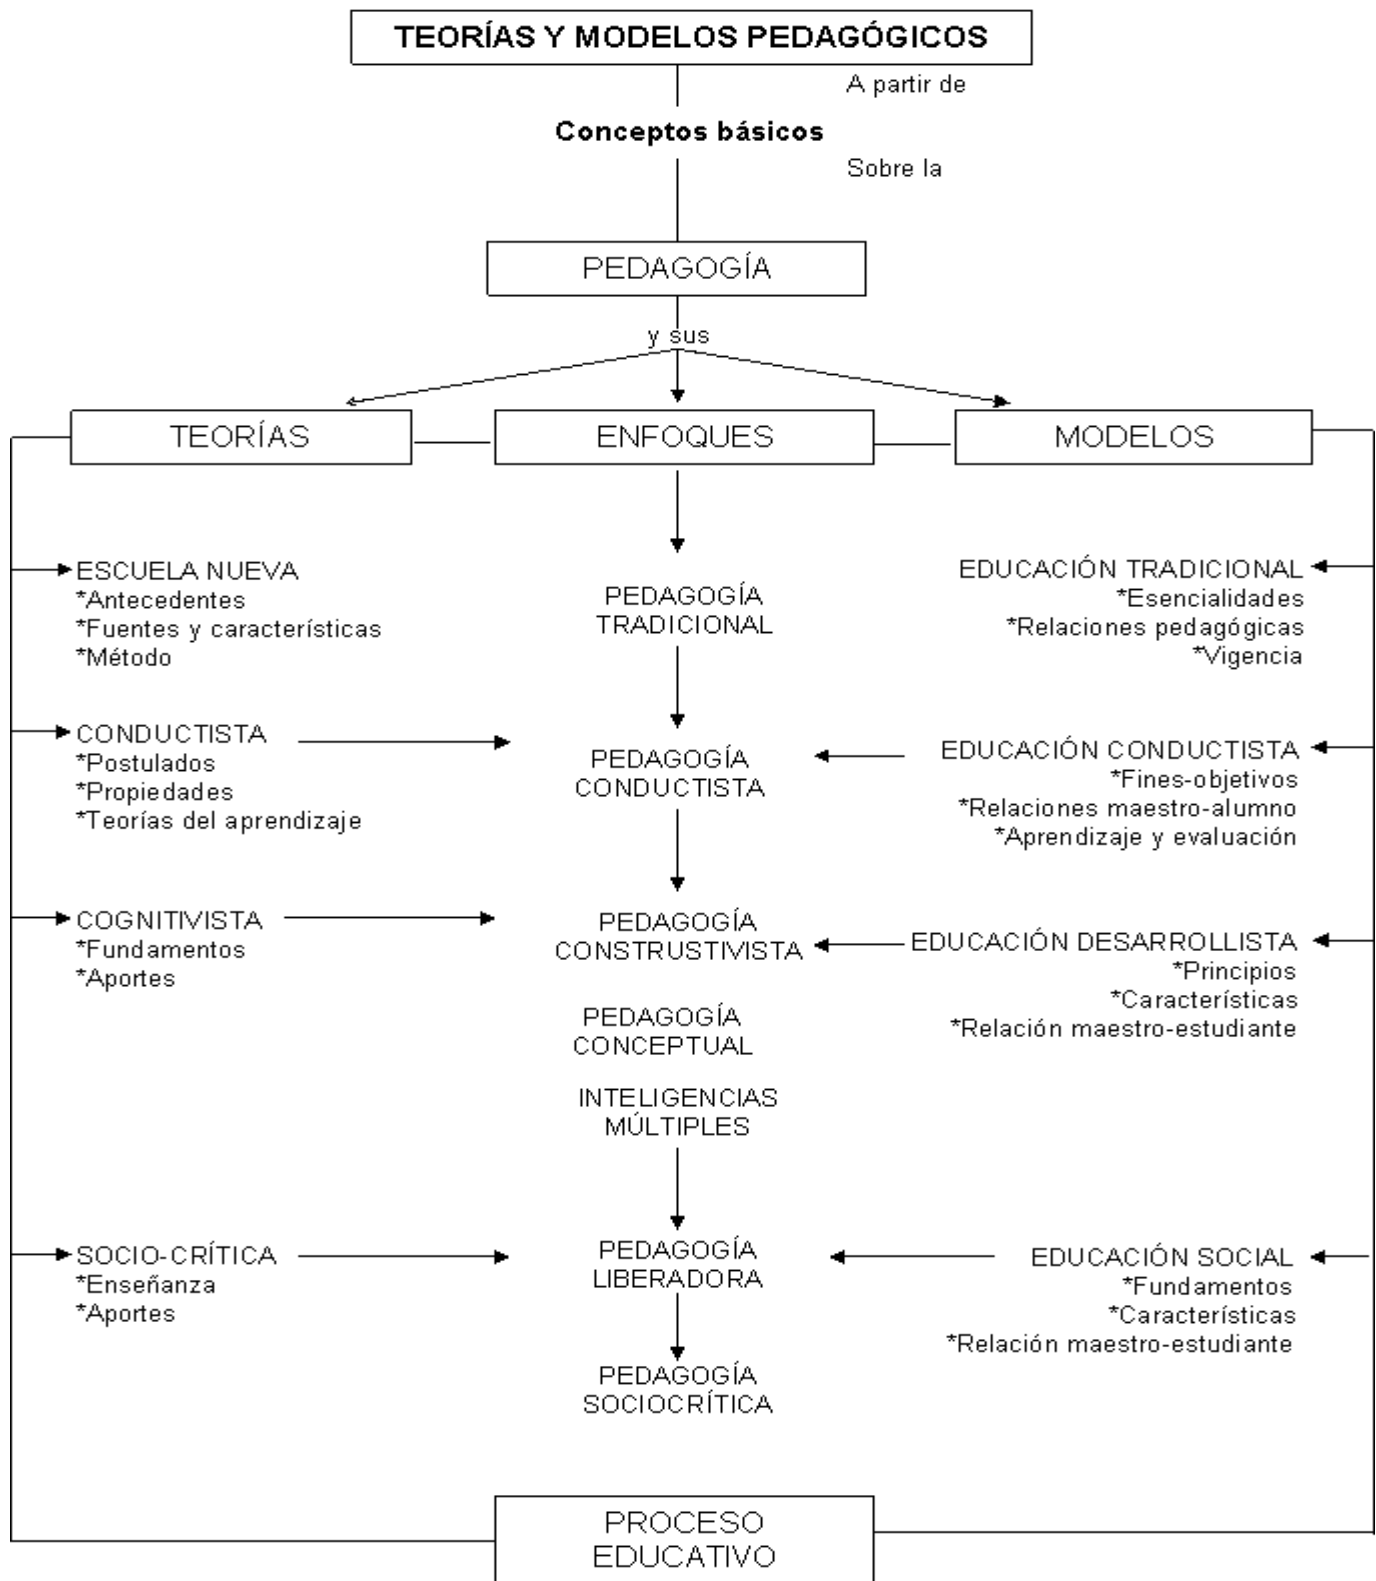 TEORÍAS Y MODELOS PEDAGÓGICOS
A partir de
Conceptos básicos
Sobre la
PEDAGOGÍA
y sus
TEORÍAS
ENFOQUES
MODELOS
ESCUELA NUEVA
*Antecedentes
*Fuentes y características
*Método
PEDAGOGÍA
TRADICIONAL
EDUCACIÓN TRADICIONAL
*Esencialidades
*Relaciones pedagógicas
*Vigencia
CONDUCTISTA
*Postulados
*Propiedades
*Teorías del aprendizaje
PEDAGOGÍA
CONDUCTISTA
EDUCACIÓN CONDUCTISTA
*Fines-objetivos
*Relaciones maestro-alumno
*Aprendizaje y evaluación
COGNITIVISTA
*Fundamentos
*Aportes
PEDAGOGÍA
CONSTRUSTIVISTA
EDUCACIÓN DESARROLLISTA
*Principios
*Características
*Relación maestro-estudiante
PEDAGOGÍA
CONCEPTUAL
INTELIGENCIAS
MÚLTIPLES
SOCIO-CRÍTICA
*Enseñanza
*Aportes
PEDAGOGÍA
LIBERADORA
EDUCACIÓN SOCIAL
*Fundamentos
*Características
*Relación maestro-estudiante
PEDAGOGÍA
SOCIOCRÍTICA
PROCESO
EDUCATIVO